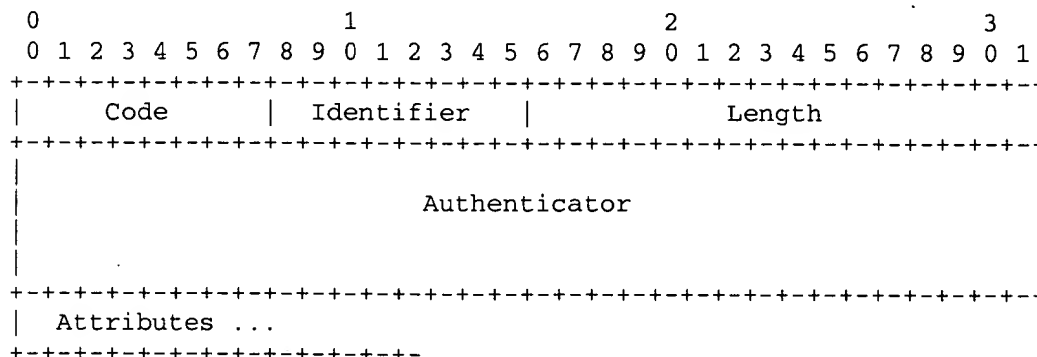 0                   1                   2                   3
0 1 2 3 4 5 6 7 8 9 0 1 2 3 4 5 6 7 8 9 0 1 2 3 4 5 6 7 8 9 0 1
+-+-+-+-+-+-+-+-+-+-+-+-+-+-+-+-+-+-+-+-+-+-+-+-+-+-+-+-+-+-+-+-
|     Code      |  Identifier   |            Length
+-+-+-+-+-+-+-+-+-+-+-+-+-+-+-+-+-+-+-+-+-+-+-+-+-+-+-+-+-+-+-+-
|
|                         Authenticator
|
|
+-+-+-+-+-+-+-+-+-+-+-+-+-+-+-+-+-+-+-+-+-+-+-+-+-+-+-+-+-+-+-+-
|  Attributes ...
+-+-+-+-+-+-+-+-+-+-+-+-+-